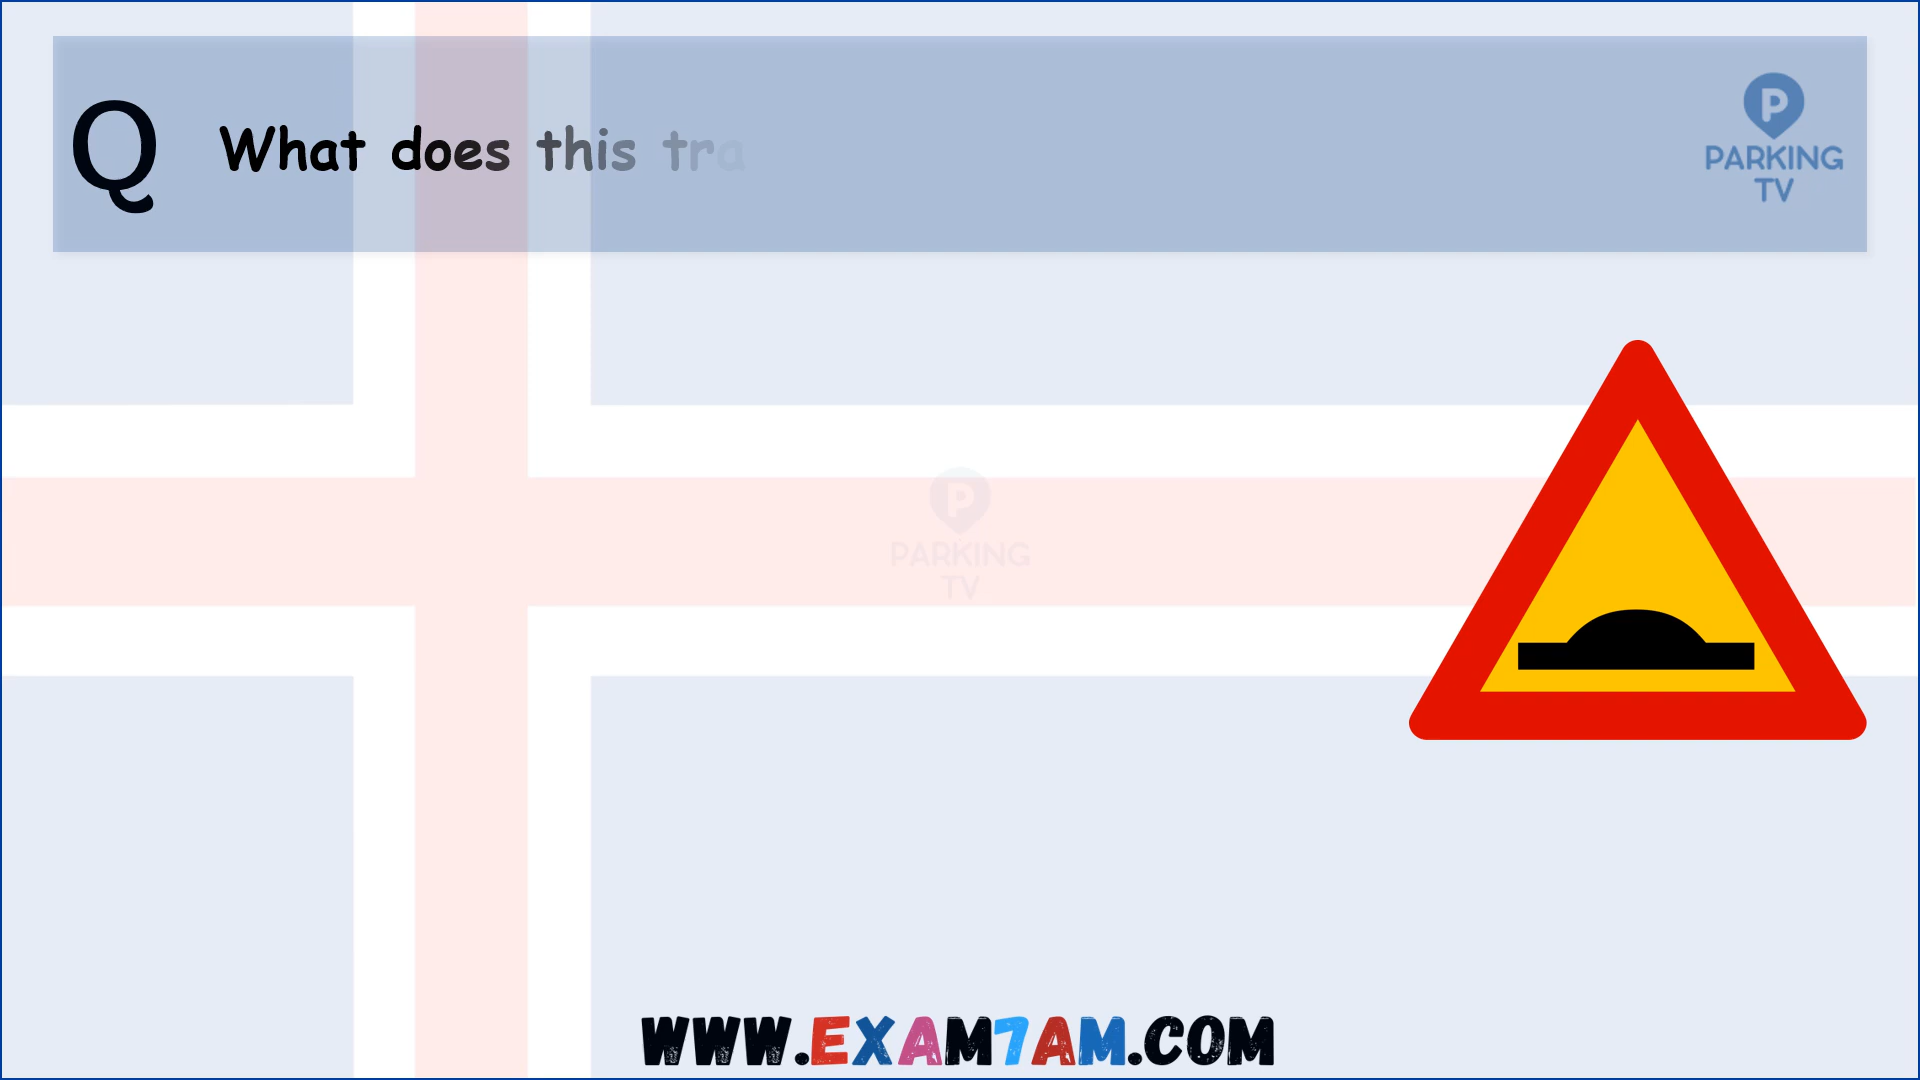 Q What does this tra
P
PARKING
TV
P
PARKING
TV
WWW.EXAM7AM.COM